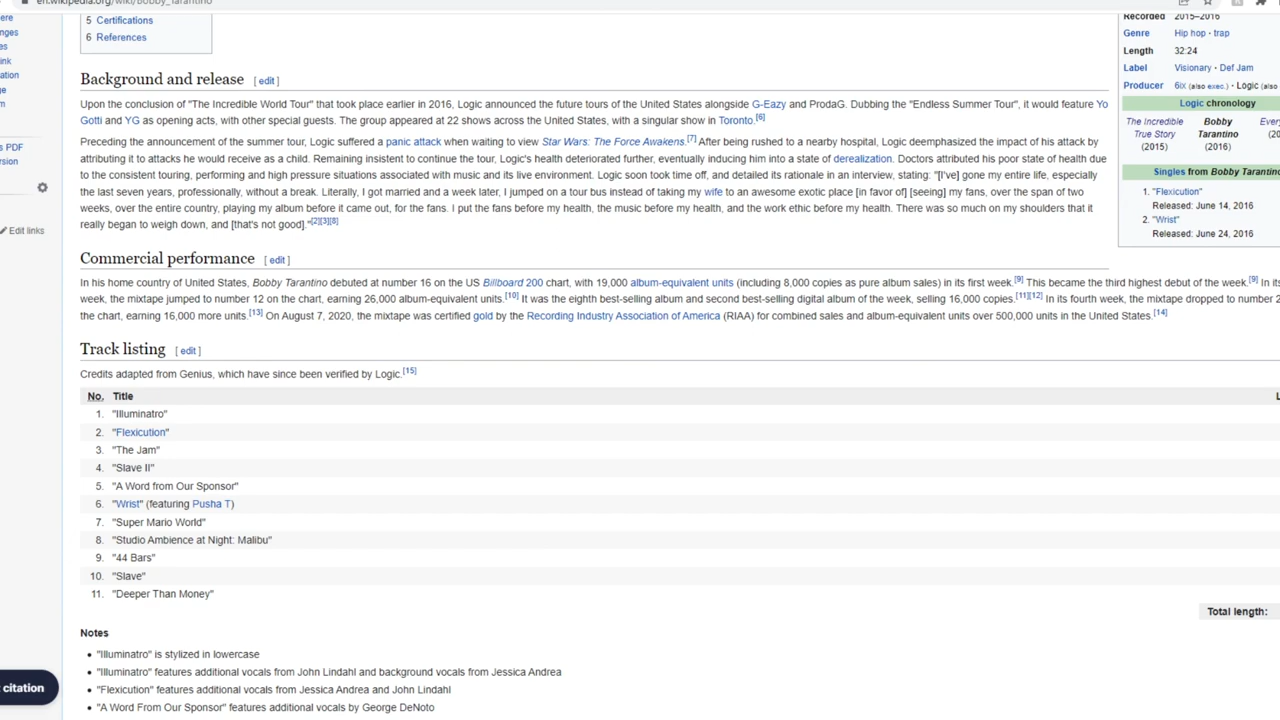 en.wikipedia.org/wiki/Bobby_Tarantino
5 Certifications
6 References
Recorded 2015–2016
Genre Hip hop · trap
Length 32:24
Label Visionary · Def Jam
Producer 6ix (also exec.) · Logic (also
Logic chronology
The Incredible True Story (2015)
Bobby Tarantino (2016)
Singles from Bobby Tarantino
1. "Flexicution"
Released: June 14, 2016
2. "Wrist"
Released: June 24, 2016
s PDF
Edit links
Background and release [ edit ]
Upon the conclusion of "The Incredible World Tour" that took place earlier in 2016, Logic announced the future tours of the United States alongside G-Eazy and ProdaG. Dubbing the "Endless Summer Tour", it would feature Yo
Gotti and YG as opening acts, with other special guests. The group appeared at 22 shows across the United States, with a singular show in Toronto.[6]
Preceding the announcement of the summer tour, Logic suffered a panic attack when waiting to view Star Wars: The Force Awakens.[7] After being rushed to a nearby hospital, Logic deemphasized the impact of his attack by
attributing it to attacks he would receive as a child. Remaining insistent to continue the tour, Logic's health deteriorated further, eventually inducing him into a state of derealization. Doctors attributed his poor state of health due
to the consistent touring, performing and high pressure situations associated with music and its live environment. Logic soon took time off, and detailed its rationale in an interview, stating: "[I've] gone my entire life, especially
the last seven years, professionally, without a break. Literally, I got married and a week later, I jumped on a tour bus instead of taking my wife to an awesome exotic place [in favor of] [seeing] my fans, over the span of two
weeks, over the entire country, playing my album before it came out, for the fans. I put the fans before my health, the music before my health, and the work ethic before my health. There was so much on my shoulders that it
really began to weigh down, and [that's not good]."[2][3][8]
Commercial performance [ edit ]
In his home country of United States, Bobby Tarantino debuted at number 16 on the US Billboard 200 chart, with 19,000 album-equivalent units (including 8,000 copies as pure album sales) in its first week.[9] This became the third highest debut of the week.[9] In its
week, the mixtape jumped to number 12 on the chart, earning 26,000 album-equivalent units.[10] It was the eighth best-selling album and second best-selling digital album of the week, selling 16,000 copies.[11][12] In its fourth week, the mixtape dropped to number 2
the chart, earning 16,000 more units.[13] On August 7, 2020, the mixtape was certified gold by the Recording Industry Association of America (RIAA) for combined sales and album-equivalent units over 500,000 units in the United States.[14]
Track listing [ edit ]
Credits adapted from Genius, which have since been verified by Logic.[15]
No. Title
1. "Illuminatro"
2. "Flexicution"
3. "The Jam"
4. "Slave II"
5. "A Word from Our Sponsor"
6. "Wrist" (featuring Pusha T)
7. "Super Mario World"
8. "Studio Ambience at Night: Malibu"
9. "44 Bars"
10. "Slave"
11. "Deeper Than Money"
Total length:
Notes
• "Illuminatro" is stylized in lowercase
• "Illuminatro" features additional vocals from John Lindahl and background vocals from Jessica Andrea
• "Flexicution" features additional vocals from Jessica Andrea and John Lindahl
• "A Word From Our Sponsor" features additional vocals by George DeNoto
citation